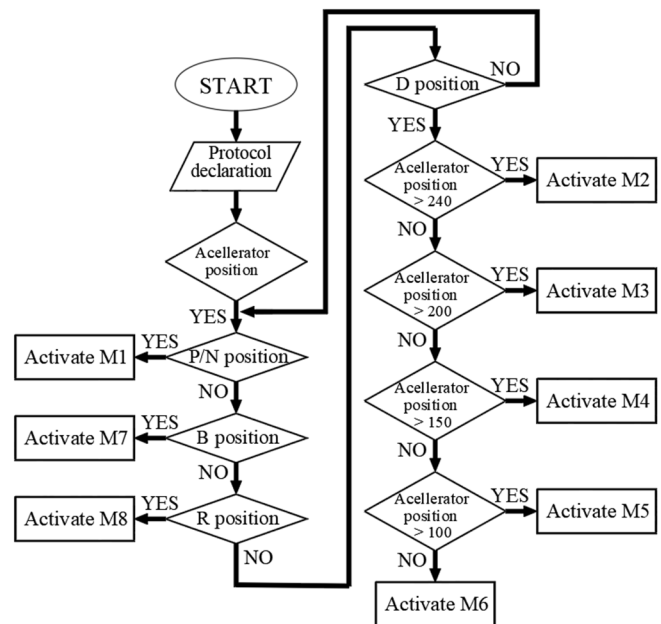 START
Protocol
declaration
Acellerator
position
YES
P/N position
YES
Activate M1
NO
B position
YES
Activate M7
NO
R position
YES
Activate M8
NO
D position
NO
YES
Acellerator
position
> 240
YES
Activate M2
NO
Acellerator
position
> 200
YES
Activate M3
NO
Acellerator
position
> 150
YES
Activate M4
NO
Acellerator
position
> 100
YES
Activate M5
NO
Activate M6